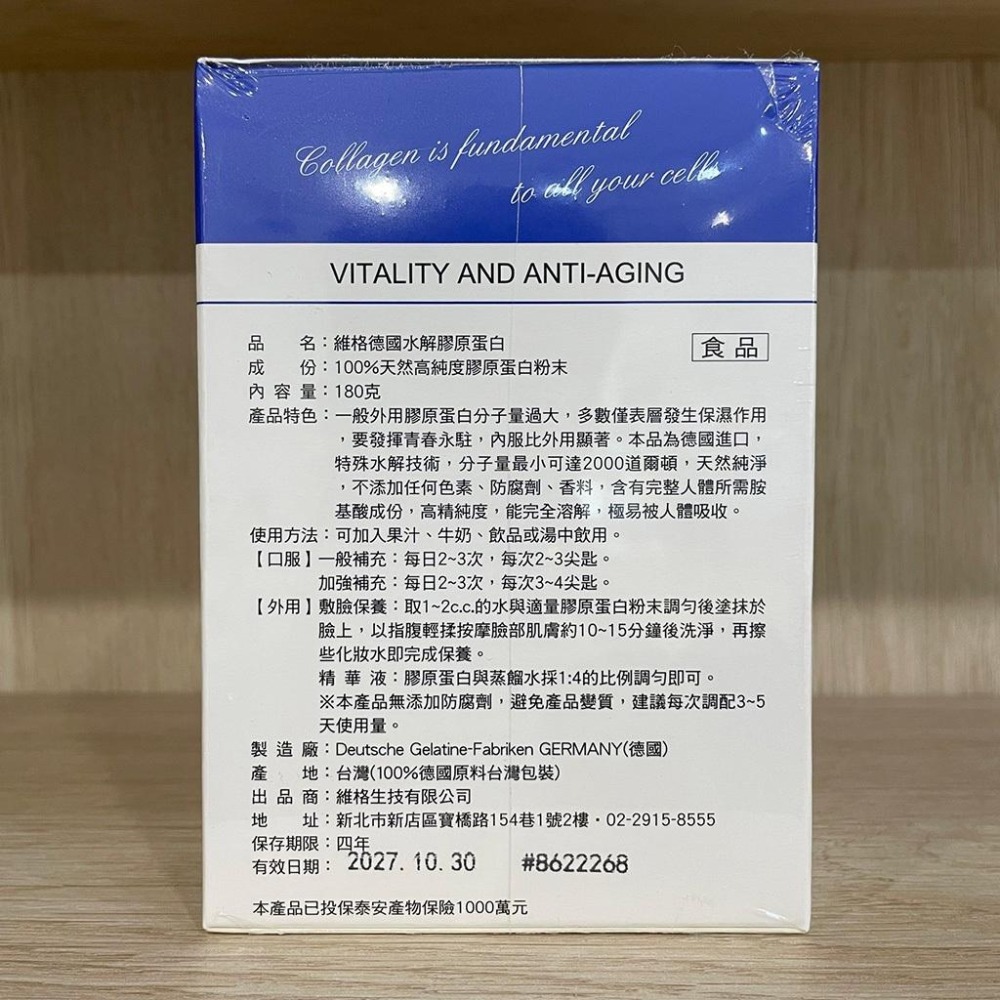 Collagen is fundamental
to all your cells
VITALITY AND ANTI-AGING
品 名：維格德國水解膠原蛋白
食品
成 份：100%天然高純度膠原蛋白粉末
內容量：180克
產品特色：一般外用膠原蛋白分子量過大，多數僅表層發生保濕作用
，要發揮青春永駐，內服比外用顯著。本品為德國進口，
特殊水解技術，分子量最小可達2000道爾頓，天然純淨
，不添加任何色素、防腐劑、香料，含有完整人體所需胺
基酸成份，高精純度，能完全溶解，極易被人體吸收。
使用方法：可加入果汁、牛奶、飲品或湯中飲用。
【口服】一般補充：每日2~3次，每次2~3尖匙。
加強補充：每日2~3次，每次3~4尖匙。
【外用】敷臉保養：取1~2c.c.的水與適量膠原蛋白粉末調勻後塗抹於
臉上，以指腹輕揉按摩臉部肌膚約10~15分鐘後洗淨，再擦
些化妝水即完成保養。
精 華 液：膠原蛋白與蒸餾水採1:4的比例調勻即可。
※本產品無添加防腐劑，避免產品變質，建議每次調配3~5
天使用量。
製 造 廠：Deutsche Gelatine-Fabriken GERMANY(德國)
產 地：台灣(100%德國原料台灣包裝)
出 品 商：維格生技有限公司
地 址：新北市新店區寶橋路154巷1號2樓・02-2915-8555
保存期限：四年
有效日期：2027. 10. 30 #8622268
本產品已投保泰安產物保險1000萬元